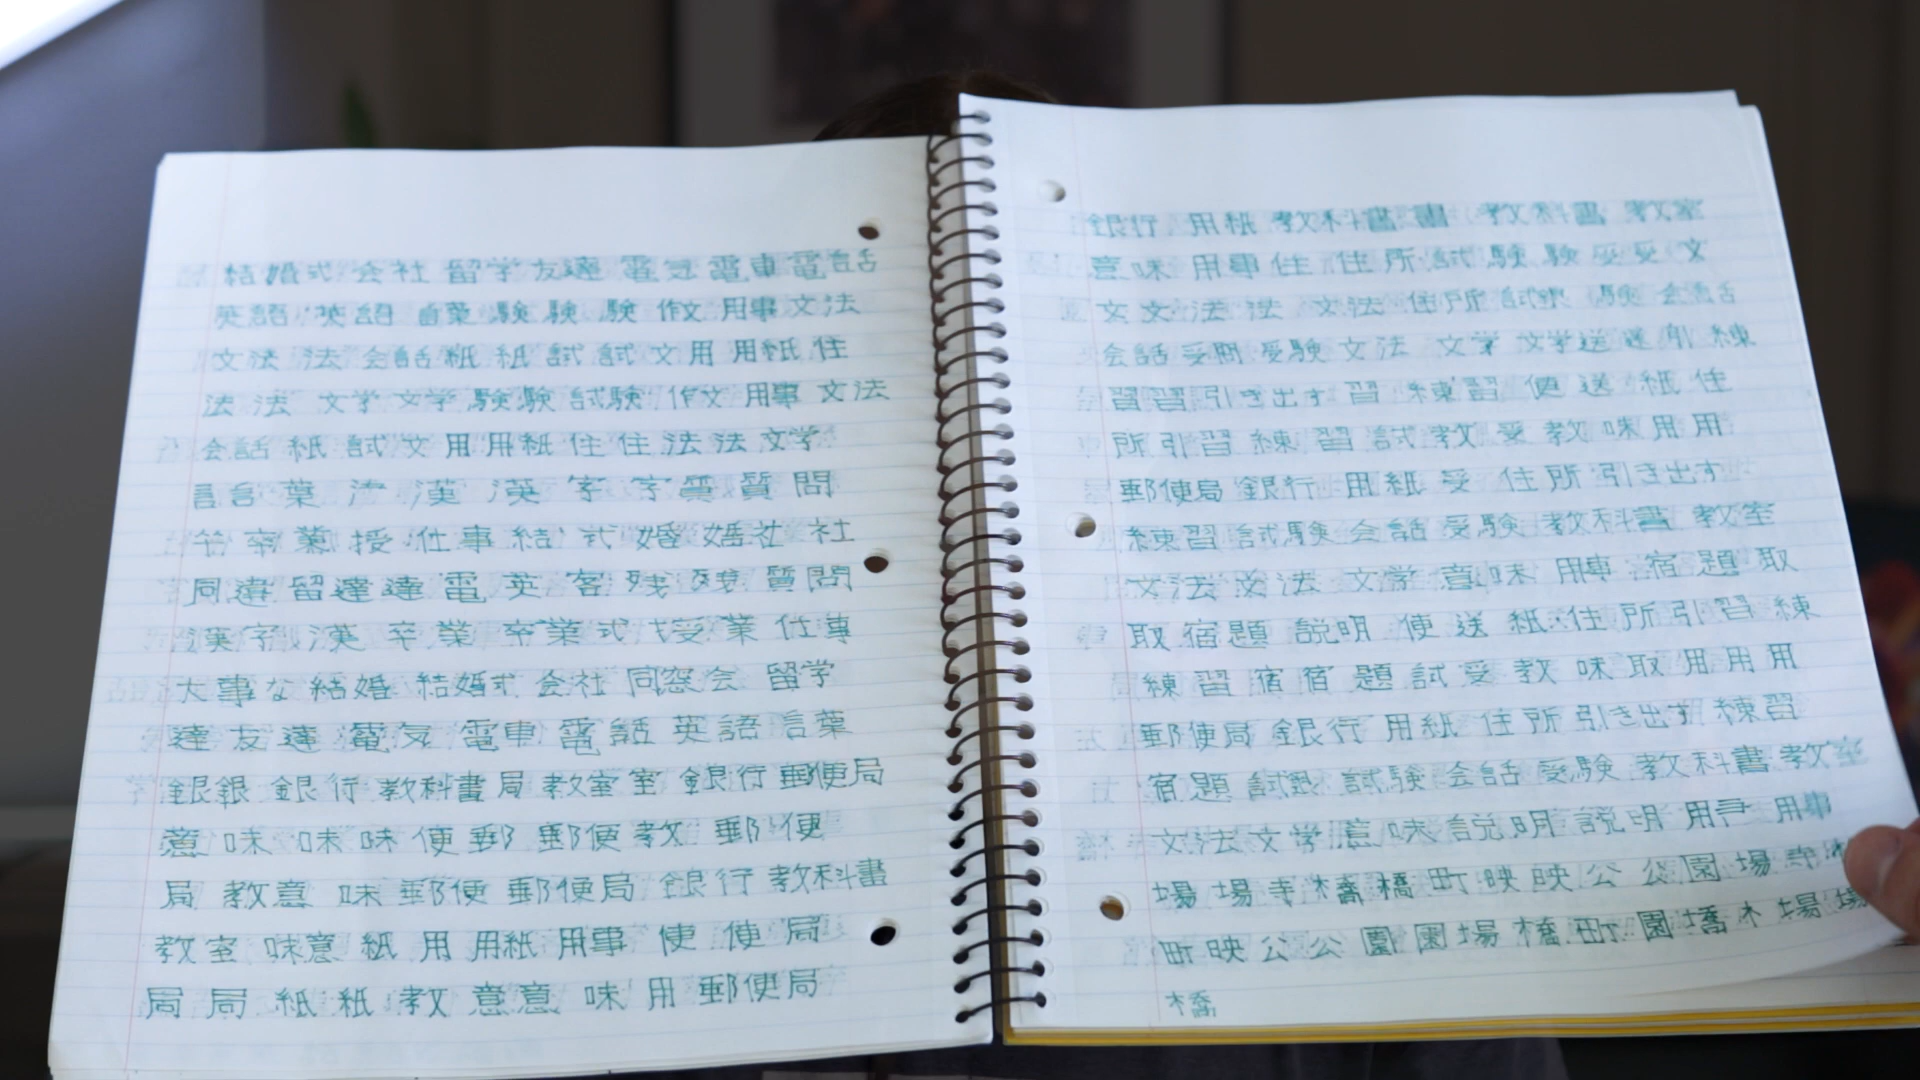 結婚式 会社 留学友達 電気 電車 電話
英語 英語 言葉 験 験 験 作文 用事 文法
文法 法 会話 紙 紙 試 試 文 用 用紙 住
法 法 文学 文学 験 験 試験 作文 用事 文法
会話 紙 試 文 用 用紙 住 住 法 法 文学
言 言 葉 漢 漢 字 字 質 質 問
卒 業 授 仕 事 結 式 婚 婚 社 社
同 達 留 達 達 電 英 客 残 残 質 問
漢 字 漢 卒 業 卒業 式 授業 仕事
大事な 結婚 結婚式 会社 同窓会 留学
達 友達 電気 電車 電話 英語 言葉
銀銀 銀行 教科書 局 教室 室 銀行 郵便局
意 味 味 味 便 郵 郵便 教 郵便
局 教 意 味 郵便 郵便局 銀行 教科書
教室 味意 紙 用 用紙 用事 便 便 局
局 局 紙 紙 教 意 意 味 用 郵便局
銀行 用紙 教科書 書 教科書 教室
意味 用事 住 住所 試験 験 受 受 文
文 文 法 法 文法 住所 試験 験 会話
会話 受 受験 文法 文学 文学 送 送 引 練
習 習 引き出す 習 練習 便 送 紙 住
所 引 習 練 習 試 教 受 教 味 用 用
郵便局 銀行 用紙 受 住所 引き出す
練習 試験 会話 受験 教科書 教室
文法 文法 文学 意味 用事 宿題 取
取 宿題 説明 便 送 紙 住所 引 習 練
練習 宿 宿 題 試 受 教 味 取 用 用 用
郵便局 銀行 用紙 住所 引き出す 練習
宿題 試験 試験 会話 受験 教科書 教室
文法 文学 意味 説明 説明 用事 用事
場 場 寺 橋 橋 町 映 映 公 公 園 場 寺
町 映 公 公 園 園 場 橋 町 園 橋 木 場 場
橋